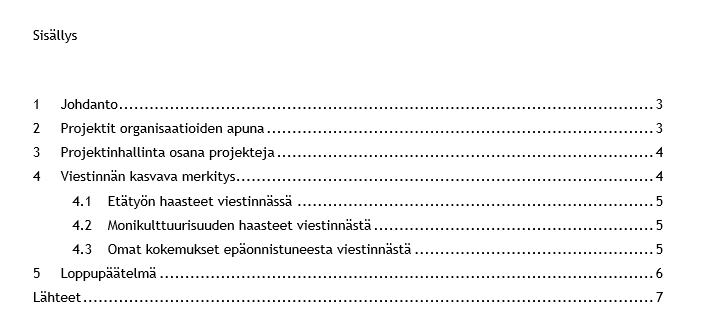 Sisällys
1 Johdanto 3
2 Projektit organisaatioiden apuna 3
3 Projektinhallinta osana projekteja 4
4 Viestinnän kasvava merkitys 4
4.1 Etätyön haasteet viestinnässä 5
4.2 Monikulttuurisuuden haasteet viestinnästä 5
4.3 Omat kokemukset epäonnistuneesta viestinnästä 5
5 Loppupäätelmä 6
Lähteet 7